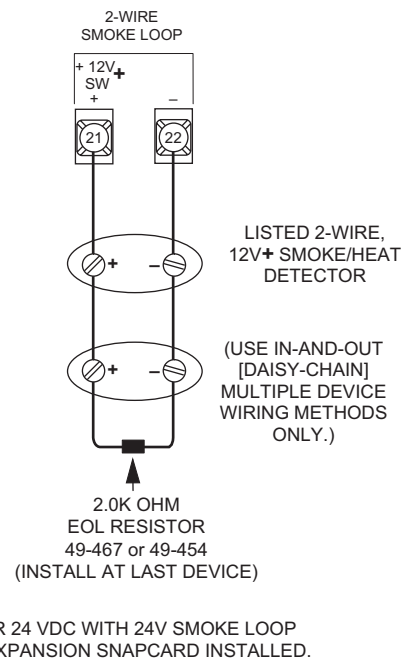 2-WIRE
SMOKE LOOP
+ 12V+
SW
+ –
21 22
+ –
LISTED 2-WIRE,
12V+ SMOKE/HEAT
DETECTOR
+ –
(USE IN-AND-OUT
[DAISY-CHAIN]
MULTIPLE DEVICE
WIRING METHODS
ONLY.)
2.0K OHM
EOL RESISTOR
49-467 or 49-454
(INSTALL AT LAST DEVICE)
24 VDC WITH 24V SMOKE LOOP
SNAPCARD INSTALLED.